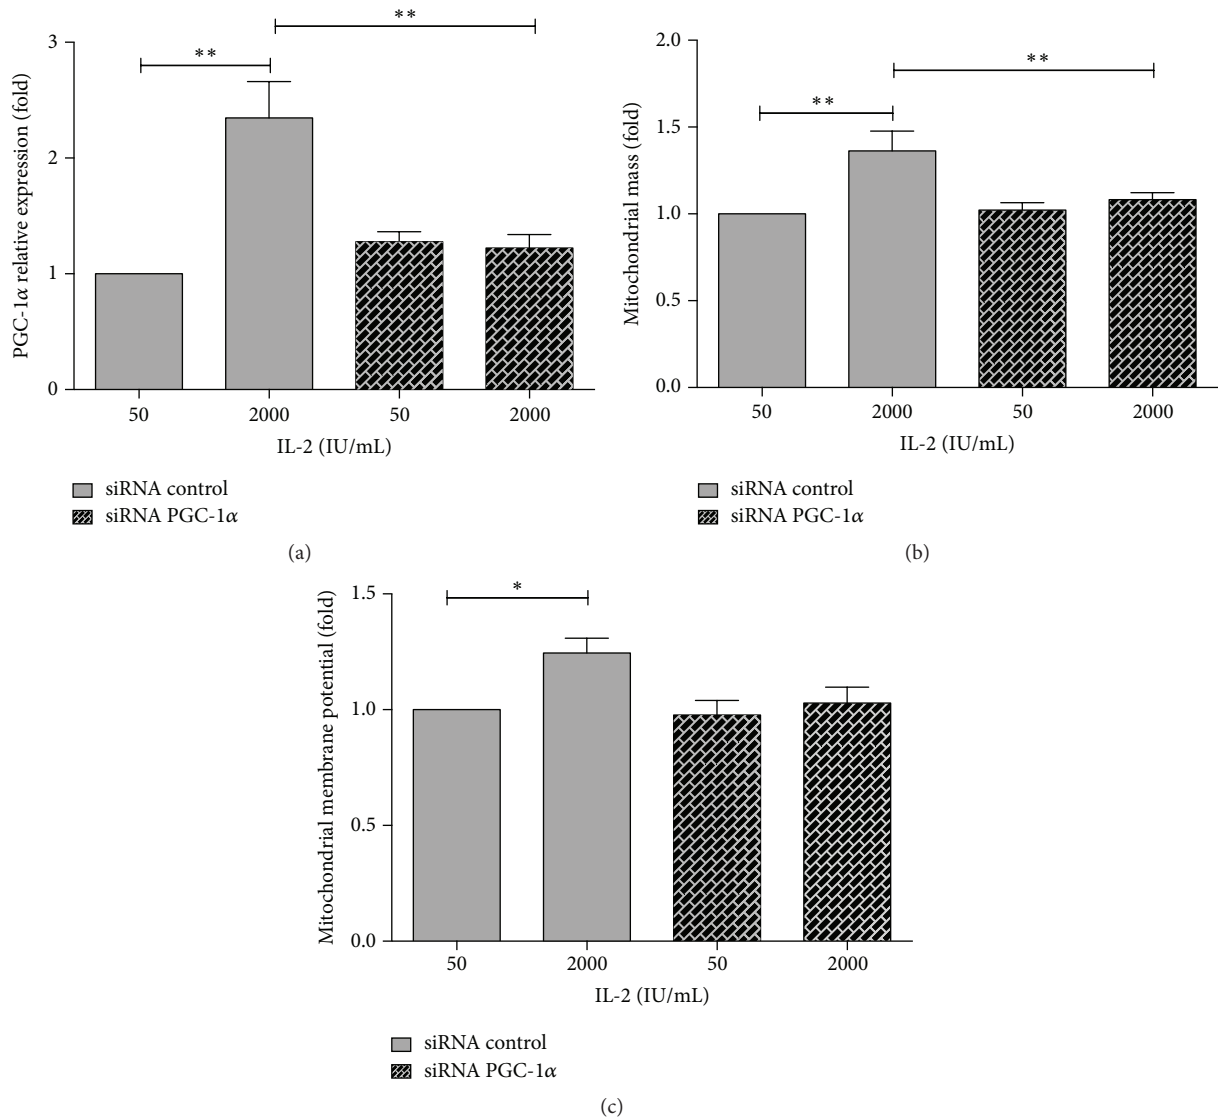 **
**
3
2
1
0
PGC-1α relative expression (fold)
50 2000 50 2000
IL-2 (IU/mL)
siRNA control
siRNA PGC-1α
(a)
**
**
2.0
1.5
1.0
0.5
0.0
Mitochondrial mass (fold)
50 2000 50 2000
IL-2 (IU/mL)
siRNA control
siRNA PGC-1α
(b)
*
1.5
1.0
0.5
0.0
Mitochondrial membrane potential (fold)
50 2000 50 2000
IL-2 (IU/mL)
siRNA control
siRNA PGC-1α
(c)